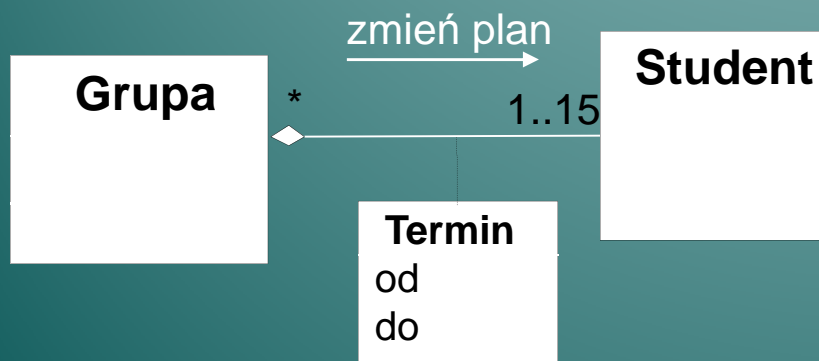 zmień plan
Grupa
*
1..15
Student
Termin
od
do